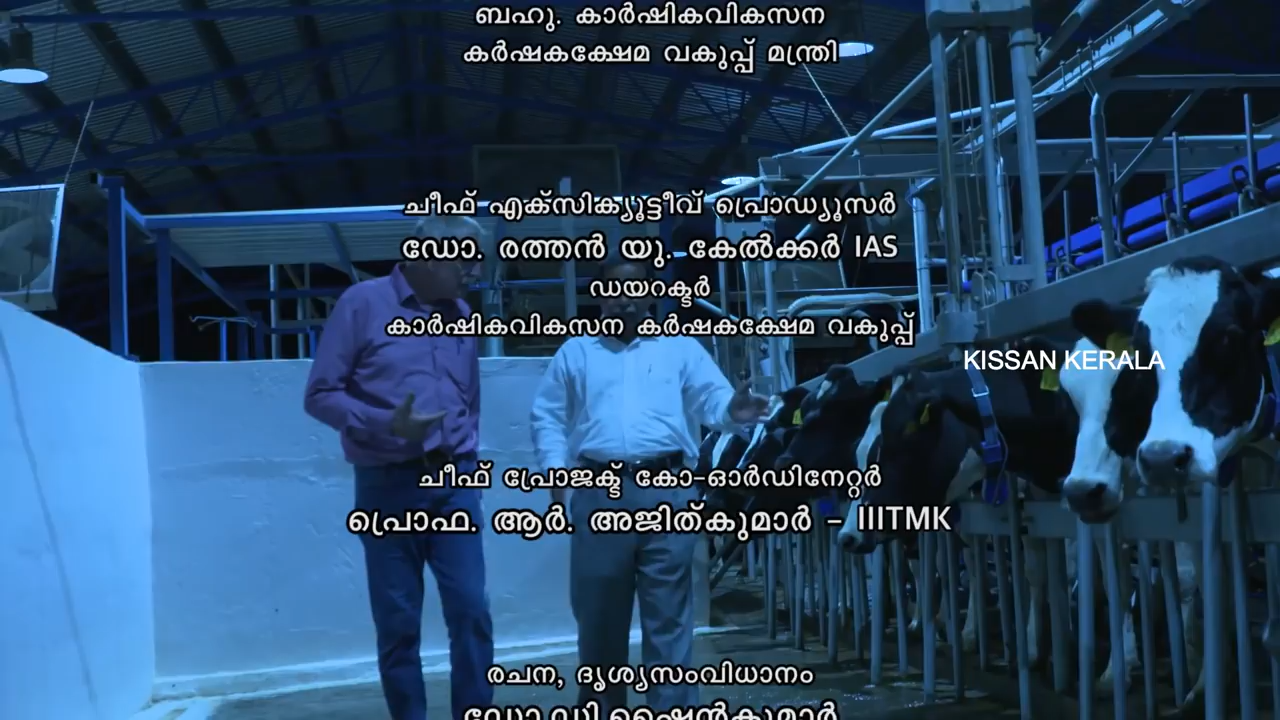 ബഹു. കാർഷികവികസന
കർഷകക്ഷേമ വകുപ്പ് മന്ത്രി
ചീഫ് എക്സിക്യൂട്ടീവ് പ്രൊഡ്യൂസർ
ഡോ. രത്തൻ യു. കേൽക്കർ IAS
ഡയറക്ടർ
കാർഷികവികസന കർഷകക്ഷേമ വകുപ്പ്
KISSAN KERALA
ചീഫ് പ്രോജക്ട് കോ-ഓർഡിനേറ്റർ
പ്രൊഫ. ആർ. അജിത്കുമാർ - IIITMK
രചന, ദൃശ്യസംവിധാനം
ഡോ.ഡി.ഷൈൻകുമാർ